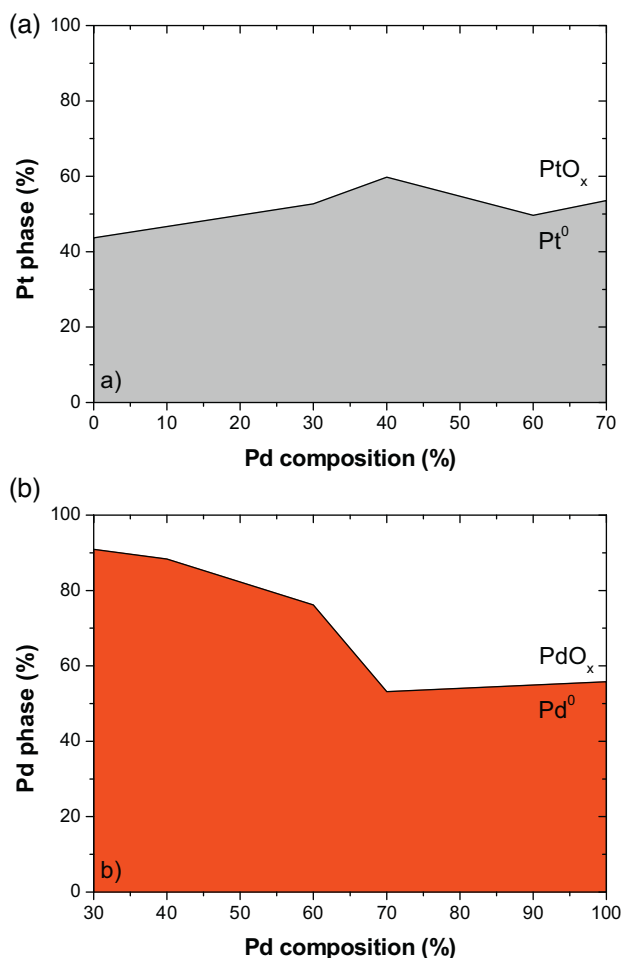 (a)
100
80
60
40
20
0
Pt phase (%)
PtOₓ
Pt⁰
a)
0 10 20 30 40 50 60 70
Pd composition (%)
(b)
100
80
60
40
20
0
Pd phase (%)
PdOₓ
Pd⁰
b)
30 40 50 60 70 80 90 100
Pd composition (%)